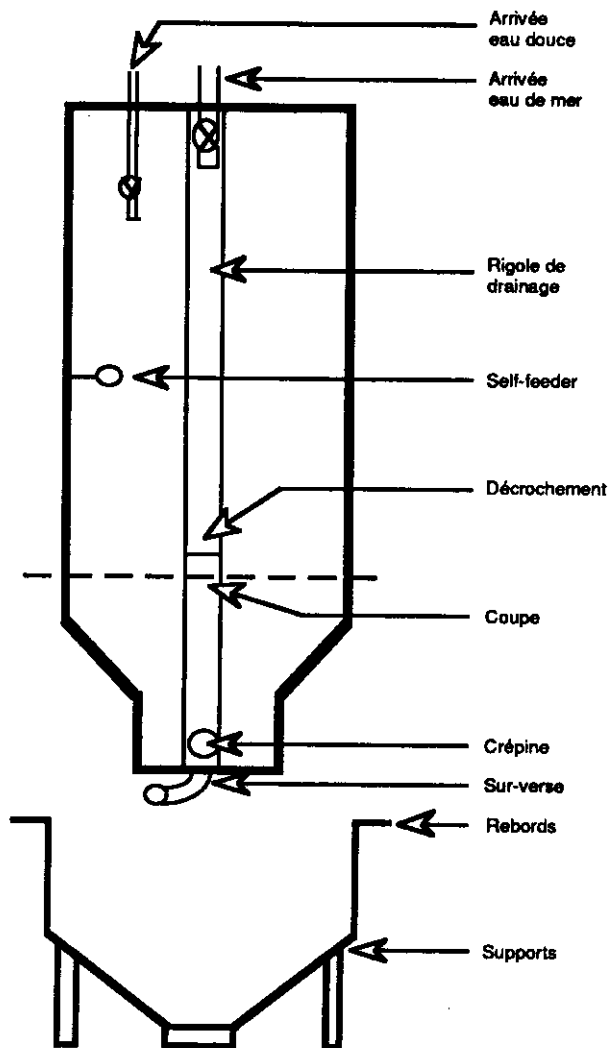 Arrivée
eau douce
Arrivée
eau de mer
Rigole de
drainage
Self-feeder
Décrochement
Coupe
Crépine
Sur-verse
Rebords
Supports